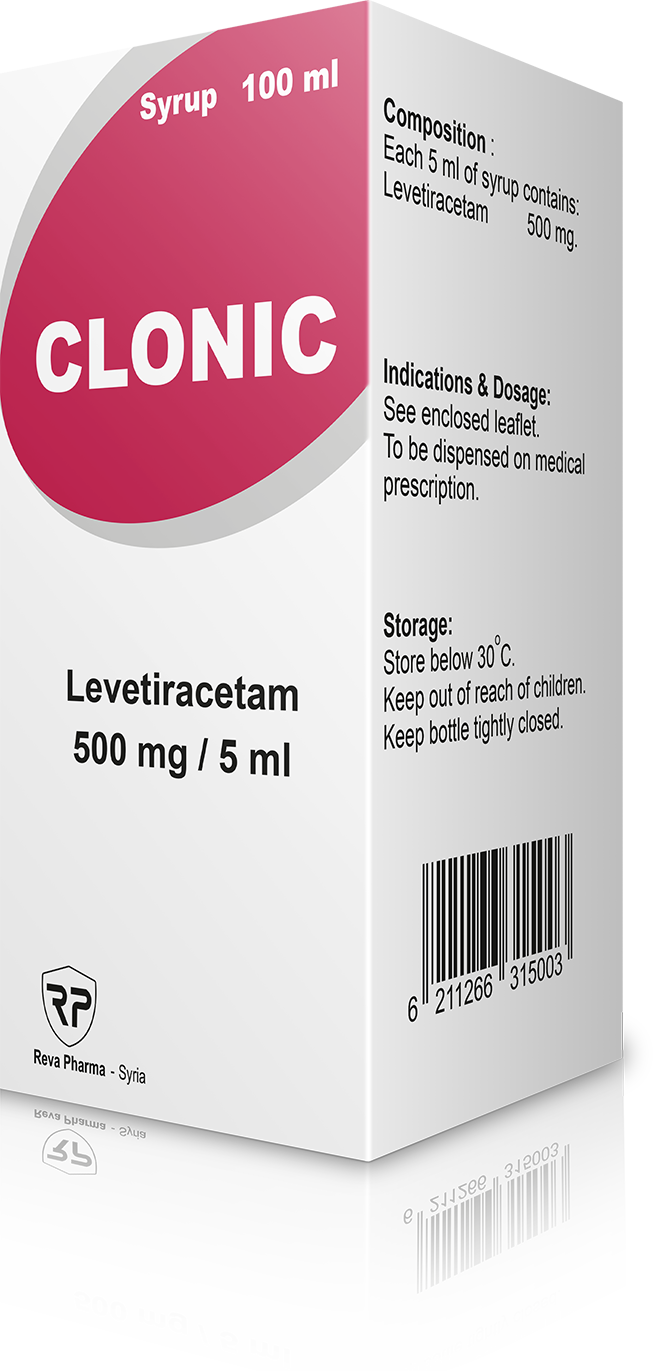 Syrup 100 ml
CLONIC
Levetiracetam
500 mg / 5 ml
RP
Reva Pharma - Syria
Composition :
Each 5 ml of syrup contains:
Levetiracetam 500 mg.
Indications & Dosage:
See enclosed leaflet.
To be dispensed on medical
prescription.
Storage:
Store below 30°C.
Keep out of reach of children.
Keep bottle tightly closed.
6 211266 315003